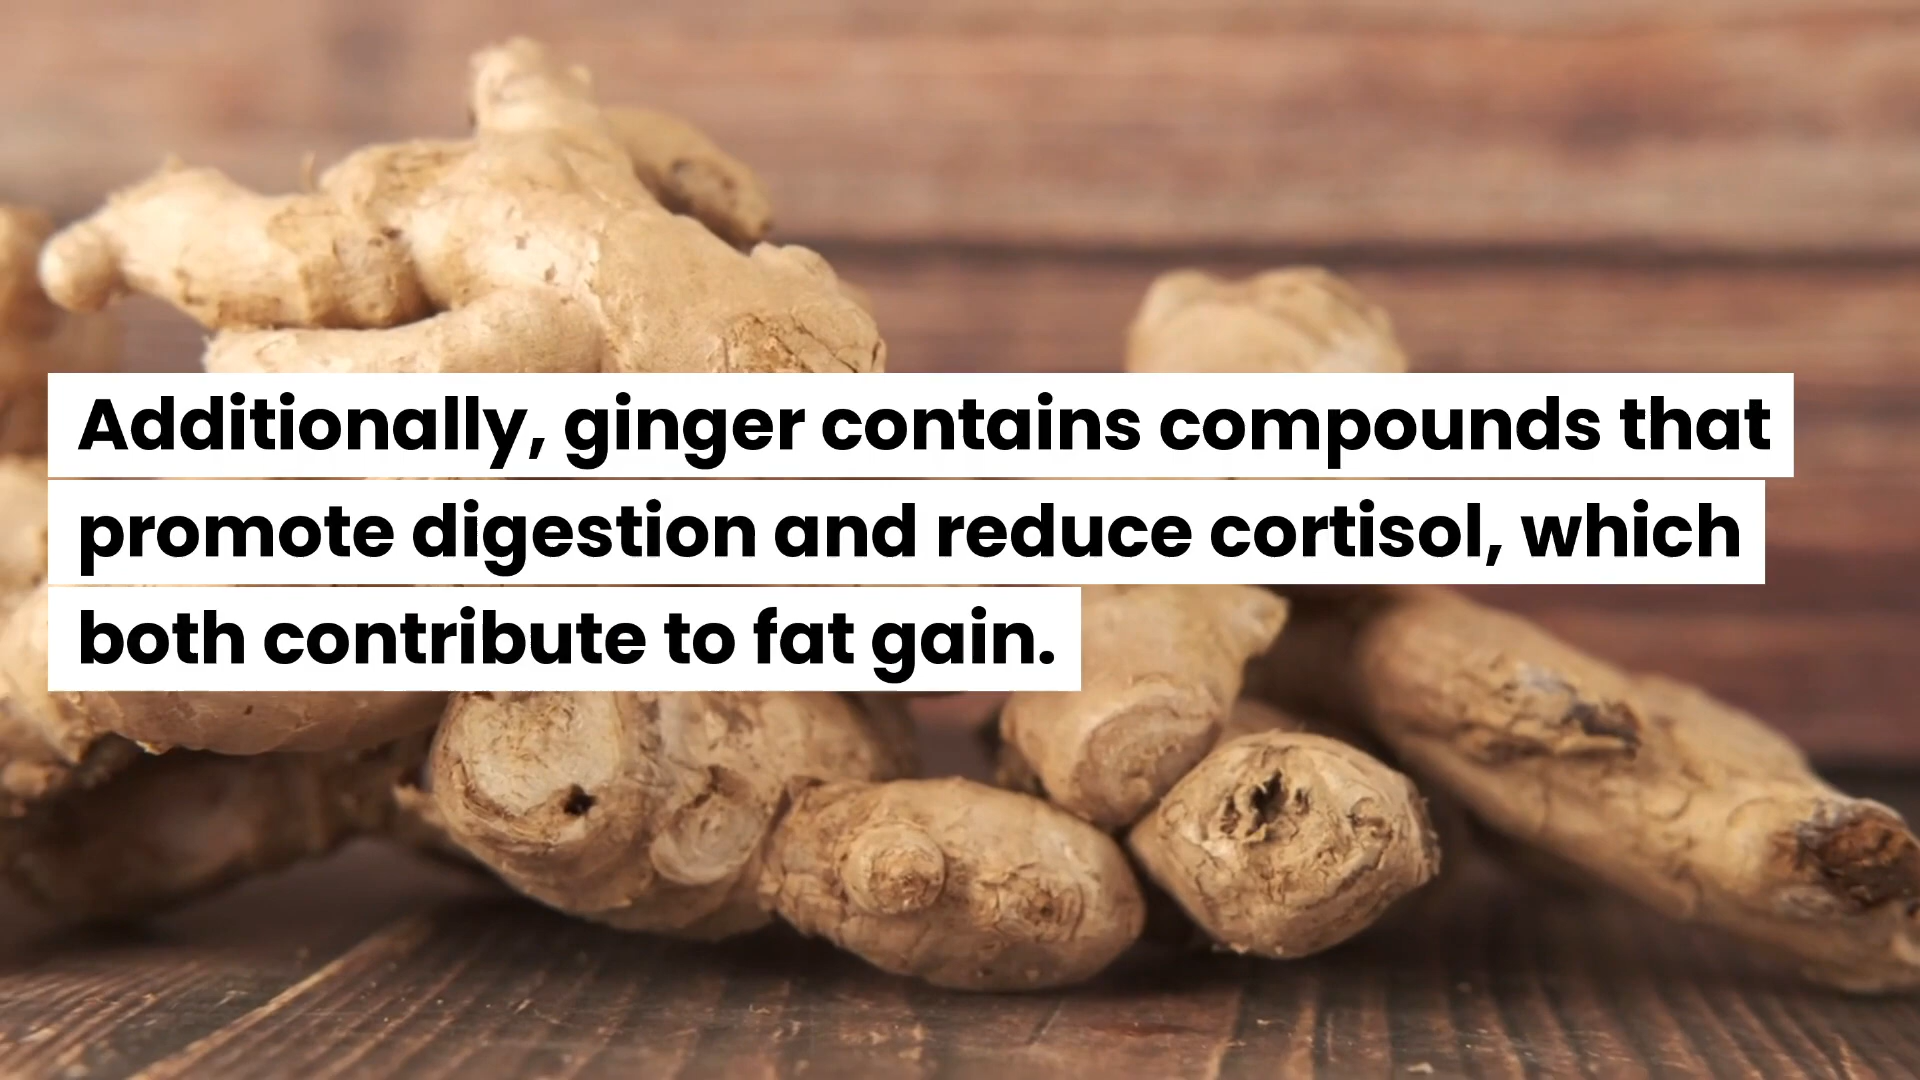 Additionally, ginger contains compounds that
promote digestion and reduce cortisol, which
both contribute to fat gain.